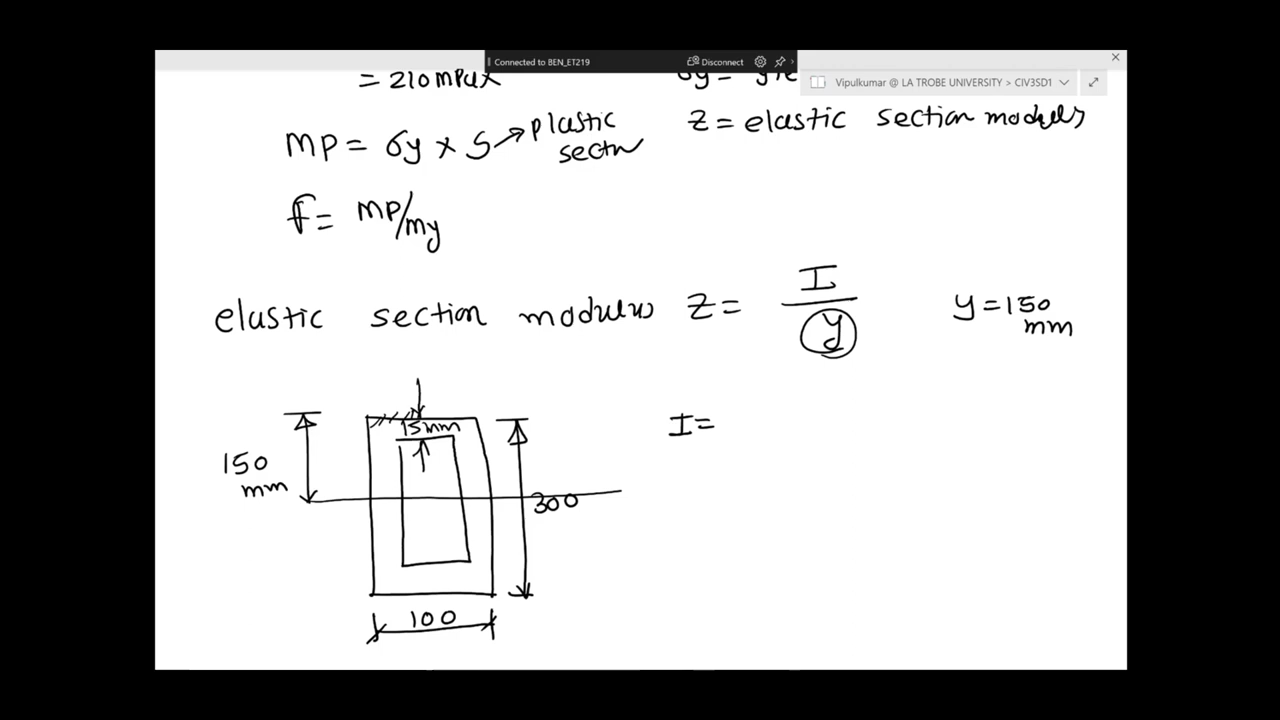 Connected to BEN_ET219
Disconnect
Vipulkumar @ LA TROBE UNIVERSITY > CIV3SD1
= 210 MPa x
σy =
Z = elastic section modulus
MP = σy x S → plastic
sectn
f = MP/My
elastic section modulus Z = I / y
y = 150
mm
15mm
I =
150
mm
300
100